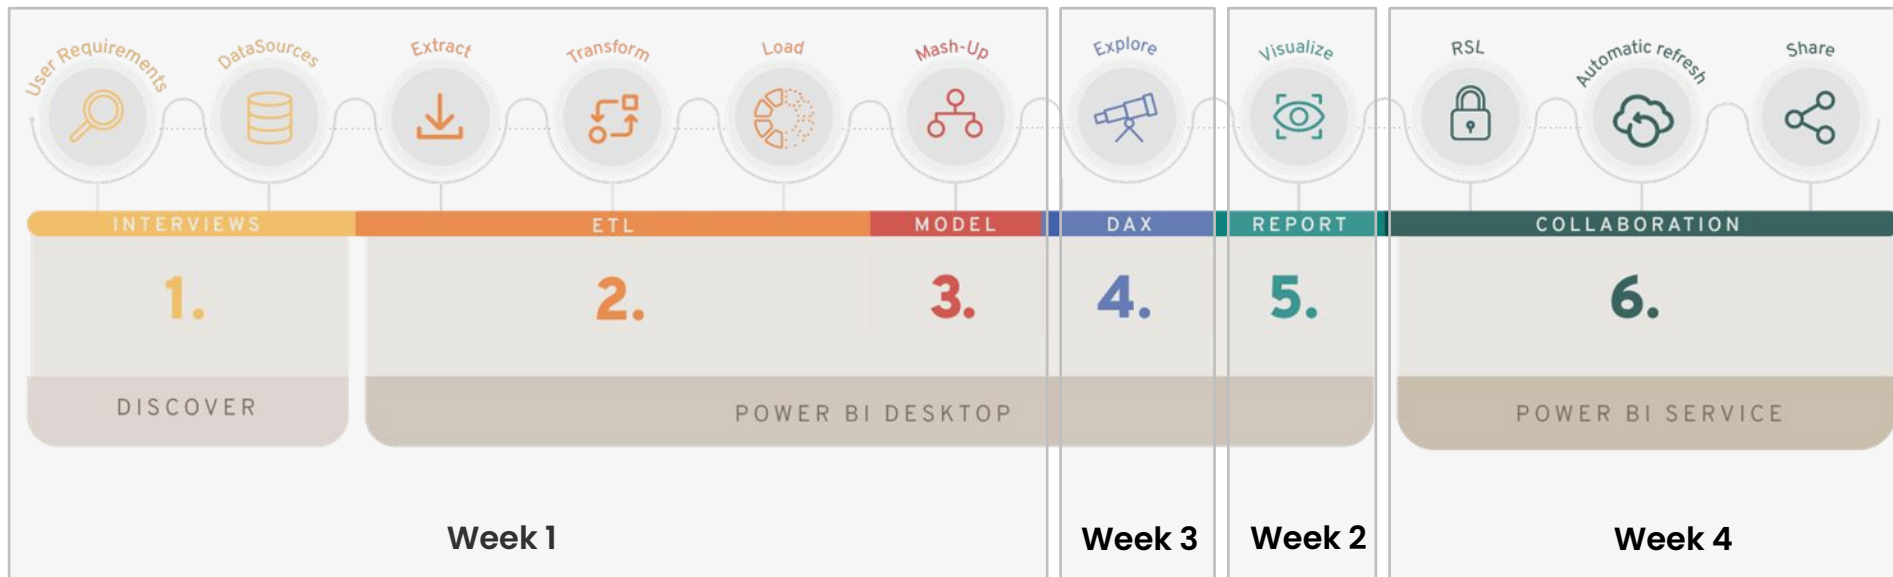 User Requirements
DataSources
Extract
Transform
Load
Mash-Up
Explore
Visualize
RSL
Automatic refresh
Share
INTERVIEWS
ETL
MODEL
DAX
REPORT
COLLABORATION
1.
2.
3.
4.
5.
6.
DISCOVER
POWER BI DESKTOP
POWER BI SERVICE
Week 1
Week 3
Week 2
Week 4